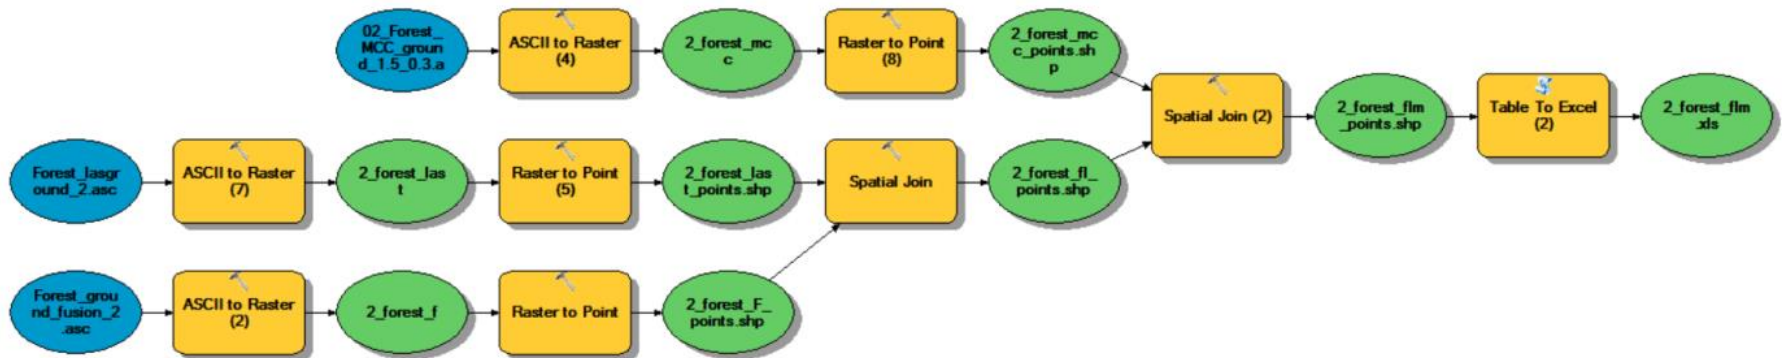 02_Forest_
MCC_groun
d_1.5_0.3.a
ASCII to Raster
(4)
2_forest_mc
c
Raster to Point
(8)
2_forest_mc
c_points.sh
p
Spatial Join (2)
2_forest_flm
_points.shp
Table To Excel
(2)
2_forest_flm
.xls
Forest_lasgr
ound_2.asc
ASCII to Raster
(7)
2_forest_las
t
Raster to Point
(5)
2_forest_las
t_points.shp
Spatial Join
2_forest_fl_
points.shp
Forest_grou
nd_fusion_2
.asc
ASCII to Raster
(2)
2_forest_f
Raster to Point
2_forest_F_
points.shp